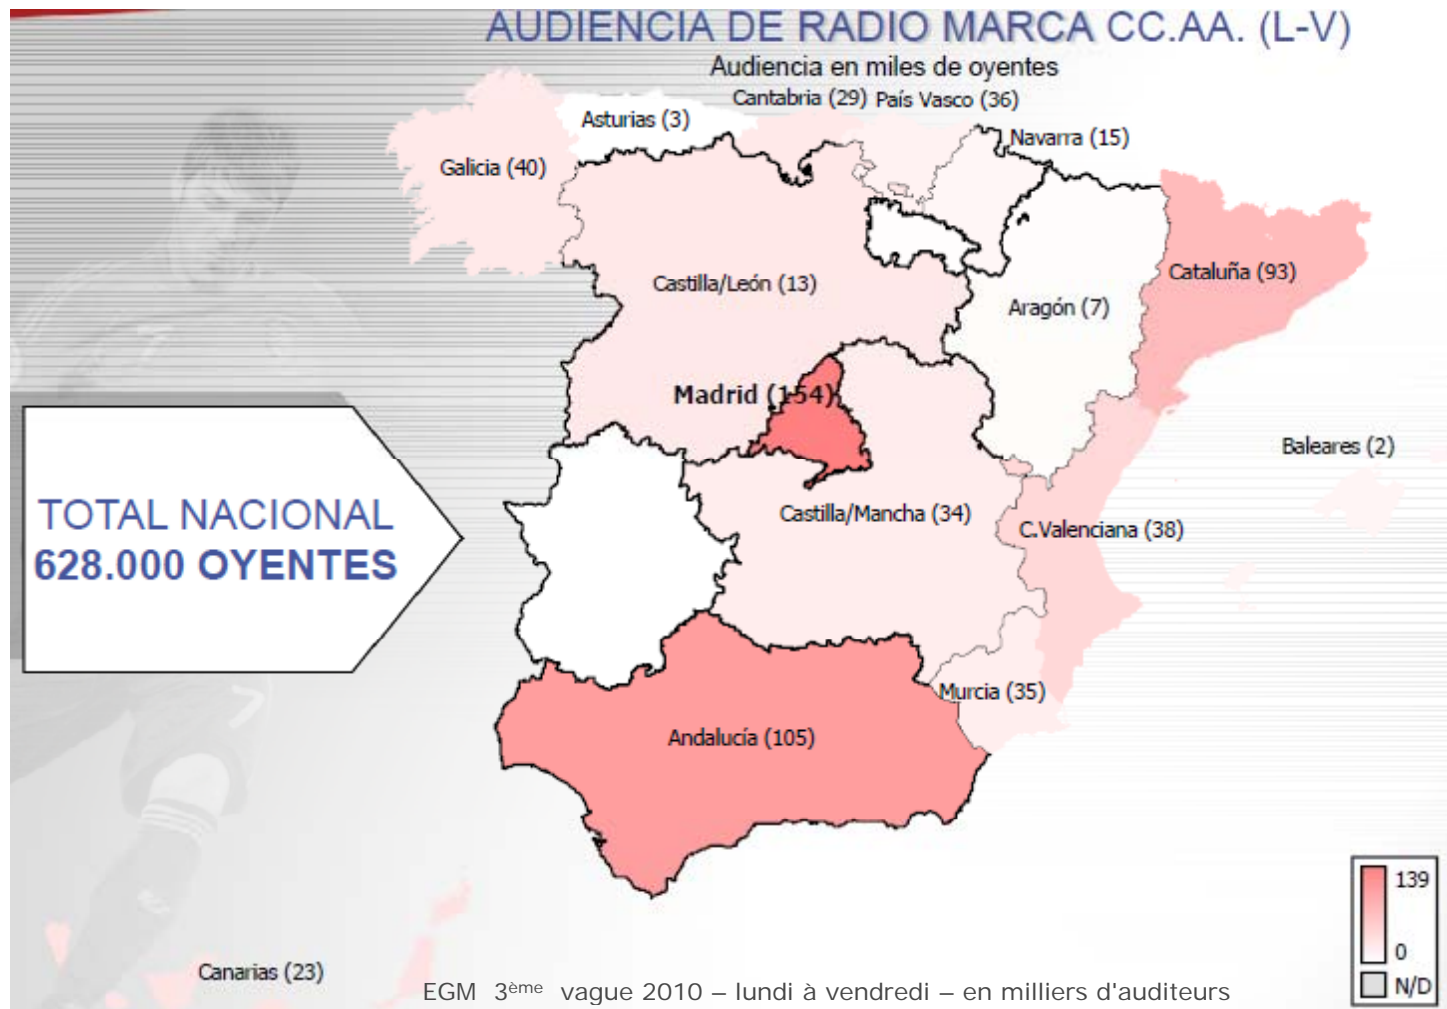 AUDIENCIA DE RADIO MARCA CC.AA. (L-V)
Audiencia en miles de oyentes
Cantabria (29) País Vasco (36)
Asturias (3)
Navarra (15)
Galicia (40)
Cataluña (93)
Castilla/León (13)
Aragón (7)
Madrid (154)
Baleares (2)
TOTAL NACIONAL
628.000 OYENTES
Castilla/Mancha (34)
C.Valenciana (38)
Murcia (35)
Andalucía (105)
139
0
N/D
Canarias (23)
EGM 3ème vague 2010 – lundi à vendredi – en milliers d'auditeurs